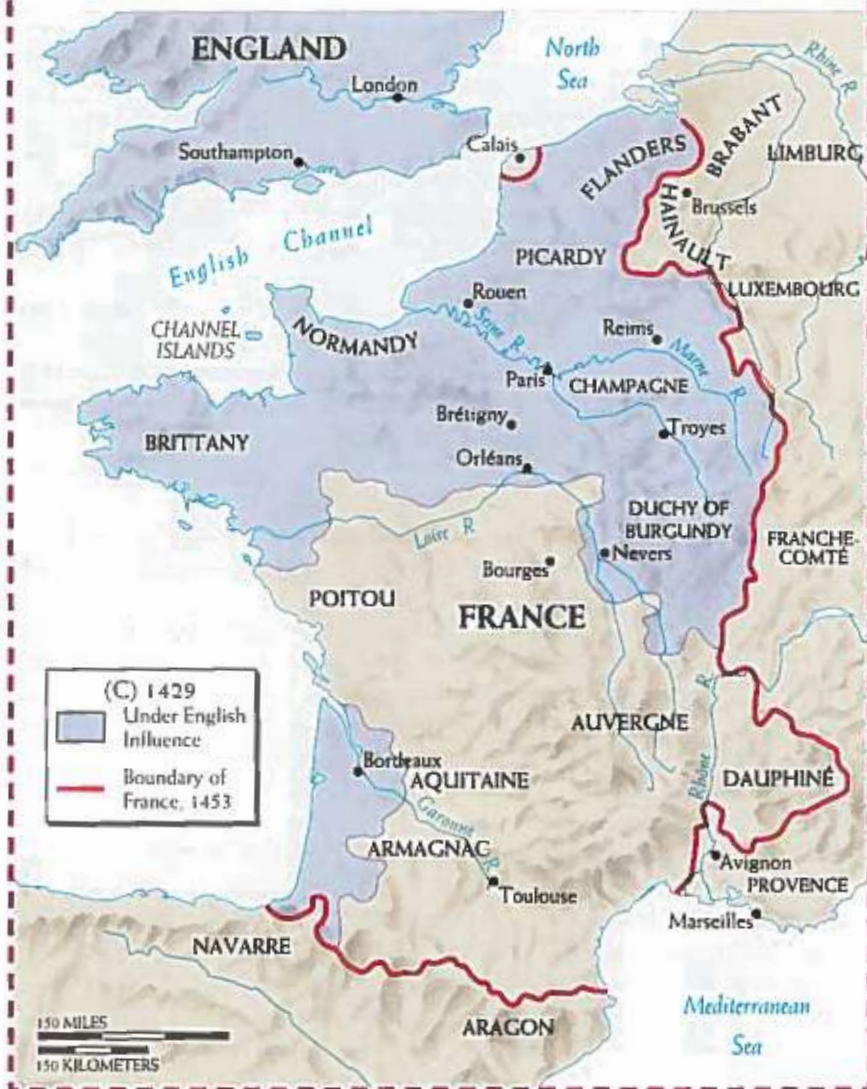 ENGLAND
North
Sea
Rhine R.
London
Southampton
Calais
FLANDERS
BRABANT
LIMBURG
HAINAULT
Brussels
English Channel
PICARDY
LUXEMBOURG
Rouen
CHANNEL
ISLANDS
NORMANDY
Seine R.
Reims
Marne R.
Paris
CHAMPAGNE
BRITTANY
Brétigny
Troyes
Orléans
DUCHY OF
BURGUNDY
Loire R.
FRANCHE-
COMTÉ
Nevers
Bourges
POITOU
FRANCE
(C) 1429
Under English
Influence
Boundary of
France, 1453
AUVERGNE
Rhône R.
DAUPHINÉ
Bordeaux
AQUITAINE
Garonne R.
ARMAGNAC
Toulouse
Avignon
PROVENCE
Marseilles
NAVARRE
Mediterranean
Sea
ARAGON
150 MILES
150 KILOMETERS